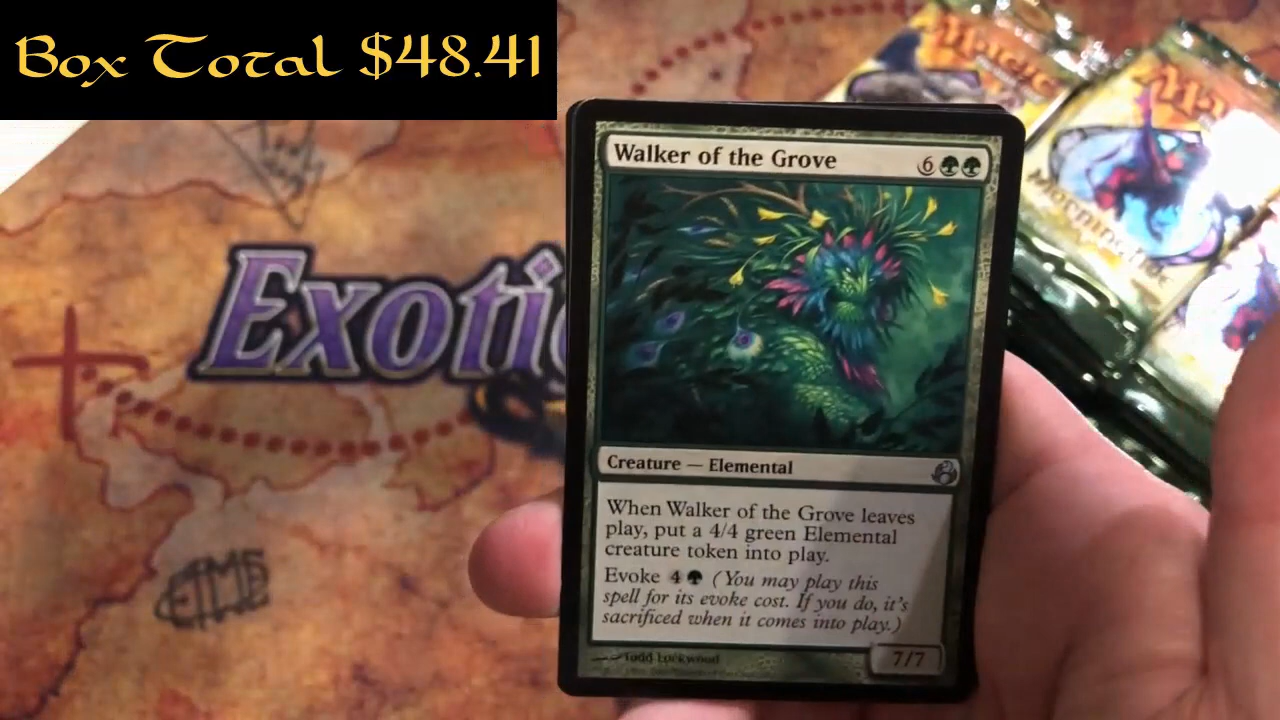 Box Total $48.41
Magic
Morningtide
Exotic
Walker of the Grove 6
Creature — Elemental
When Walker of the Grove leaves
play, put a 4/4 green Elemental
creature token into play.
Evoke 4 (You may play this
spell for its evoke cost. If you do, it's
sacrificed when it comes into play.)
Todd Lockwood
7/7